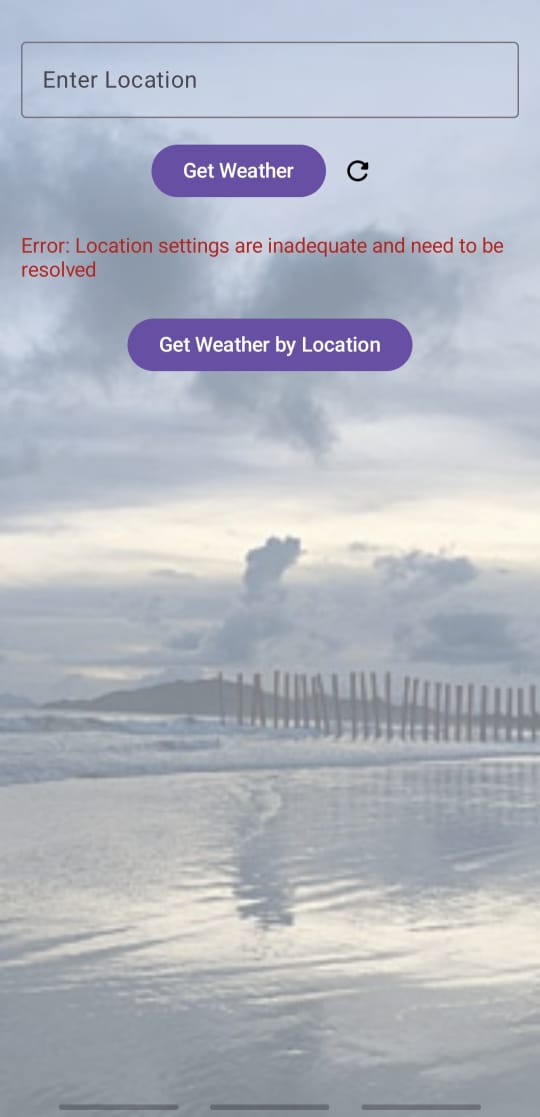 Enter Location
Get Weather
Error: Location settings are inadequate and need to be
resolved
Get Weather by Location